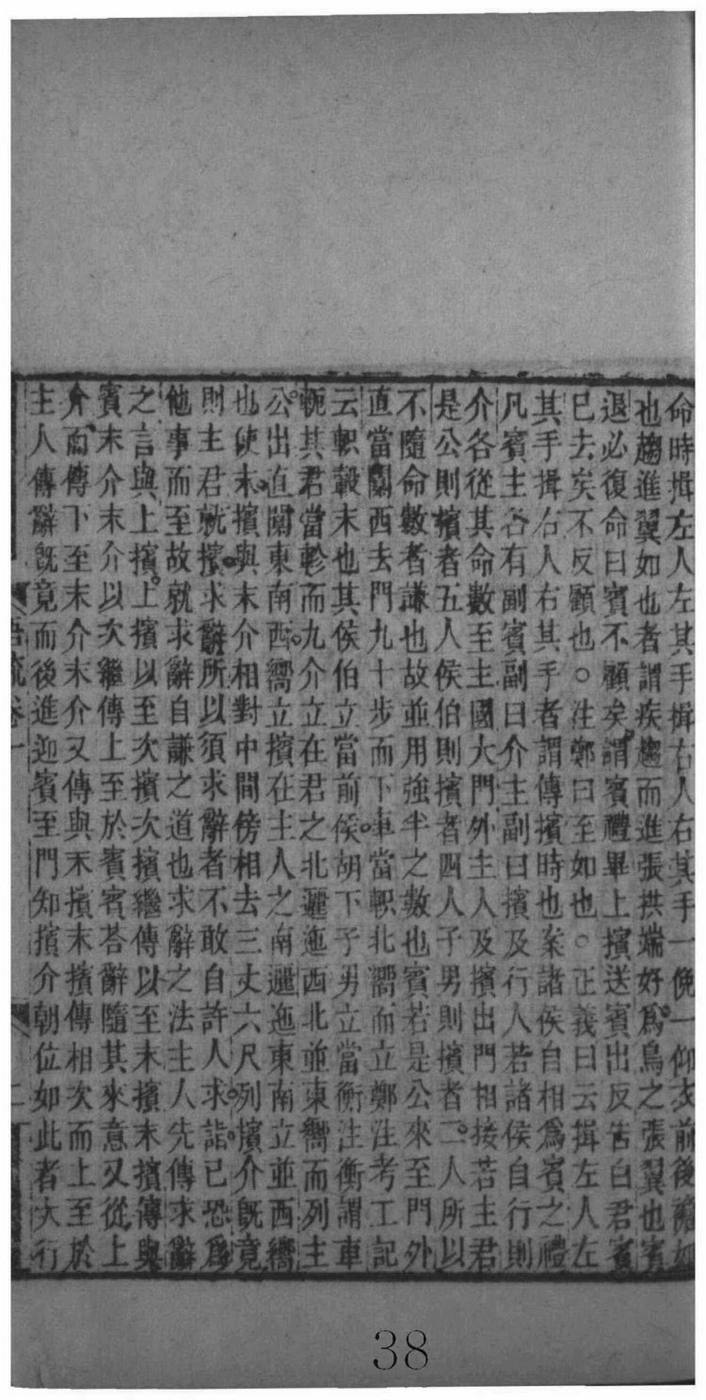 命時揖左人左其手揖右人右其手一俛一仰衣前後襜如
也趨進翼如也者謂疾趨而進張拱端好爲鳥之張翼也賓
退必復命曰賓不顧矣謂賓禮畢上擯送賓出反告白君賓
已去矣不反顧也○注鄭曰至如也○正義曰云揖左人左
其手揖右人右其手者謂傳擯時也案諸侯自相爲賓之禮
凡賓主各有副賓副曰介主副曰擯及行人若諸侯自行則
介各從其命數至主國大門外主人及擯出門相接若主君
是公則擯者五人侯伯則擯者四人子男則擯者三人所以
不隨命數者謙也故並用強半之數也賓若是公來至門外
直當闑西去門九十步而下車當軹北嚮而立鄭注考工記
云軹轂末也其侯伯立當前侯胡下子男立當衡注衡謂車
軛其君當軫而九介立在君之北邐迤西北並東嚮而列主
公出直闑東南西嚮立擯在主人之南邐迤東南立並西嚮
也使末擯與末介相對中間傍相去三丈六尺列擯介旣竟
則主君就擯求辭所以須求辭者不敢自許人求詣已恐爲
他事而至故就求辭自謙之道也求辭之法主人先傳求辭
之言與上擯上擯以至次擯次擯繼傳以至末擯末擯傳與
賓末介末介以次繼傳上至於賓賓荅辭隨其來意又從上
介而傳下至末介末介又傳與末擯末擯傳相次而上至於
主人傳辭旣竟而後進迎賓至門知擯介朝位如此者大行
語疏卷十 二
38